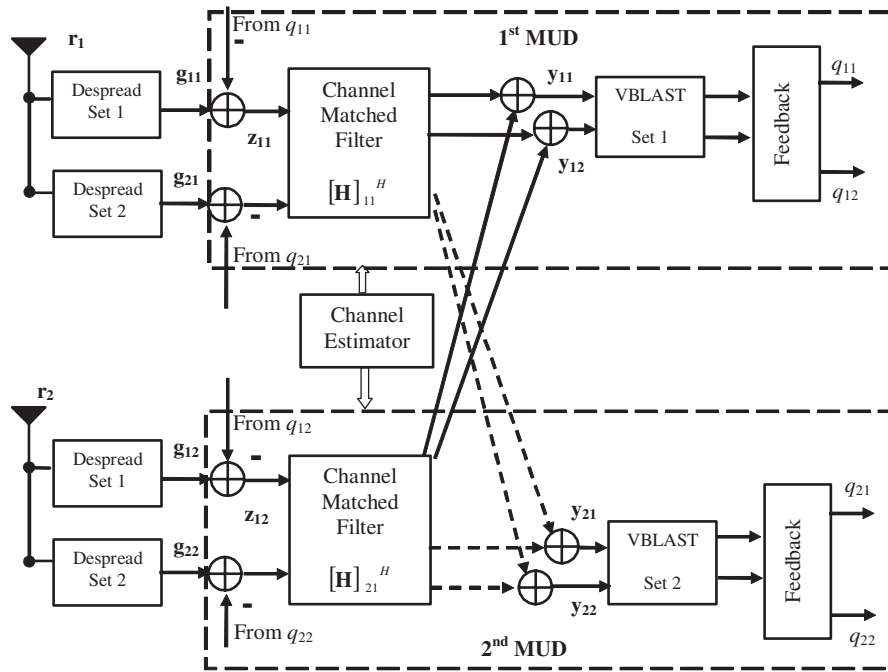 From q11
-
1st MUD
r1
g11
Despread
Set 1
z11
Channel
Matched
Filter
[H]11^H
y11
y12
VBLAST
Set 1
Feedback
q11
q12
g21
Despread
Set 2
-
From q21
Channel
Estimator
r2
From q12
-
g12
Despread
Set 1
z12
Channel
Matched
Filter
[H]21^H
g22
Despread
Set 2
-
From q22
y21
y22
VBLAST
Set 2
Feedback
q21
q22
2nd MUD